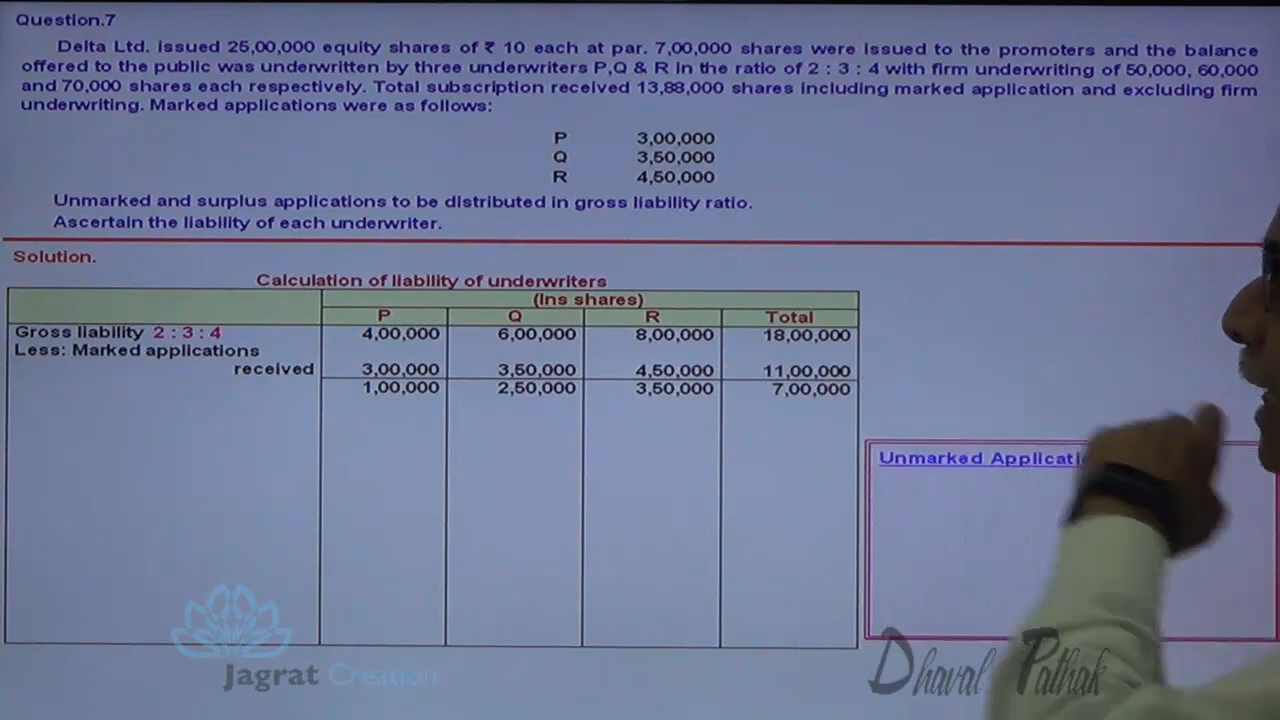 Question.7
Delta Ltd. issued 25,00,000 equity shares of ₹ 10 each at par. 7,00,000 shares were issued to the promoters and the balance
offered to the public was underwritten by three underwriters P,Q & R in the ratio of 2 : 3 : 4 with firm underwriting of 50,000, 60,000
and 70,000 shares each respectively. Total subscription received 13,88,000 shares including marked application and excluding firm
underwriting. Marked applications were as follows:
P 3,00,000
Q 3,50,000
R 4,50,000
Unmarked and surplus applications to be distributed in gross liability ratio.
Ascertain the liability of each underwriter.
Solution.
Calculation of liability of underwriters
(Ins shares)
P Q R Total
Gross liability 2 : 3 : 4 4,00,000 6,00,000 8,00,000 18,00,000
Less: Marked applications
received 3,00,000 3,50,000 4,50,000 11,00,000
1,00,000 2,50,000 3,50,000 7,00,000
Unmarked
Jagrat Creation
Dhaval Pathak